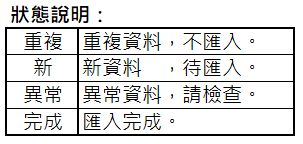 狀態說明：
重複 重複資料，不匯入。
新 新資料　，待匯入。
異常 異常資料，請檢查。
完成 匯入完成。